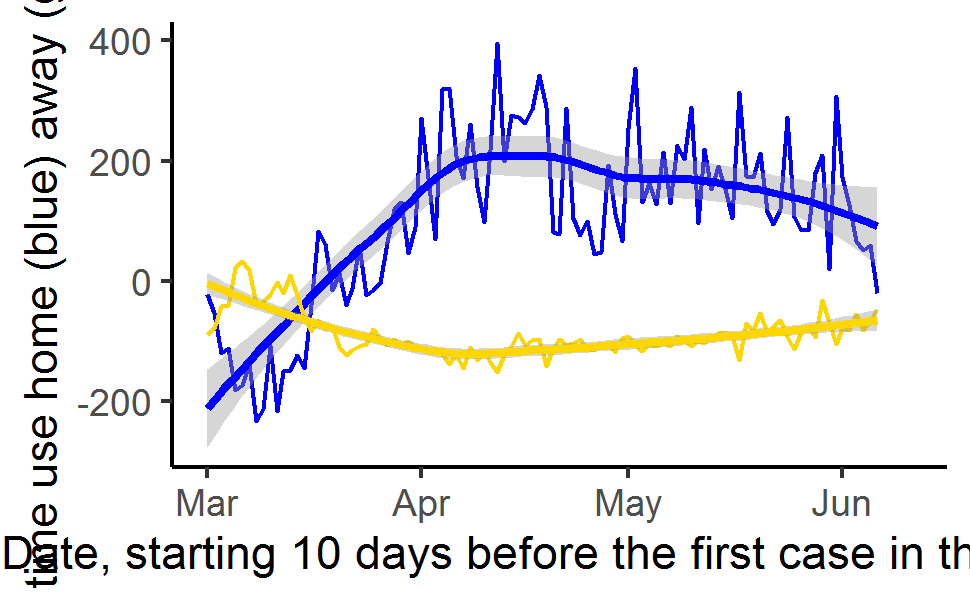 time use home (blue) away (
400
200
0
-200
Mar Apr May Jun
Date, starting 10 days before the first case in th